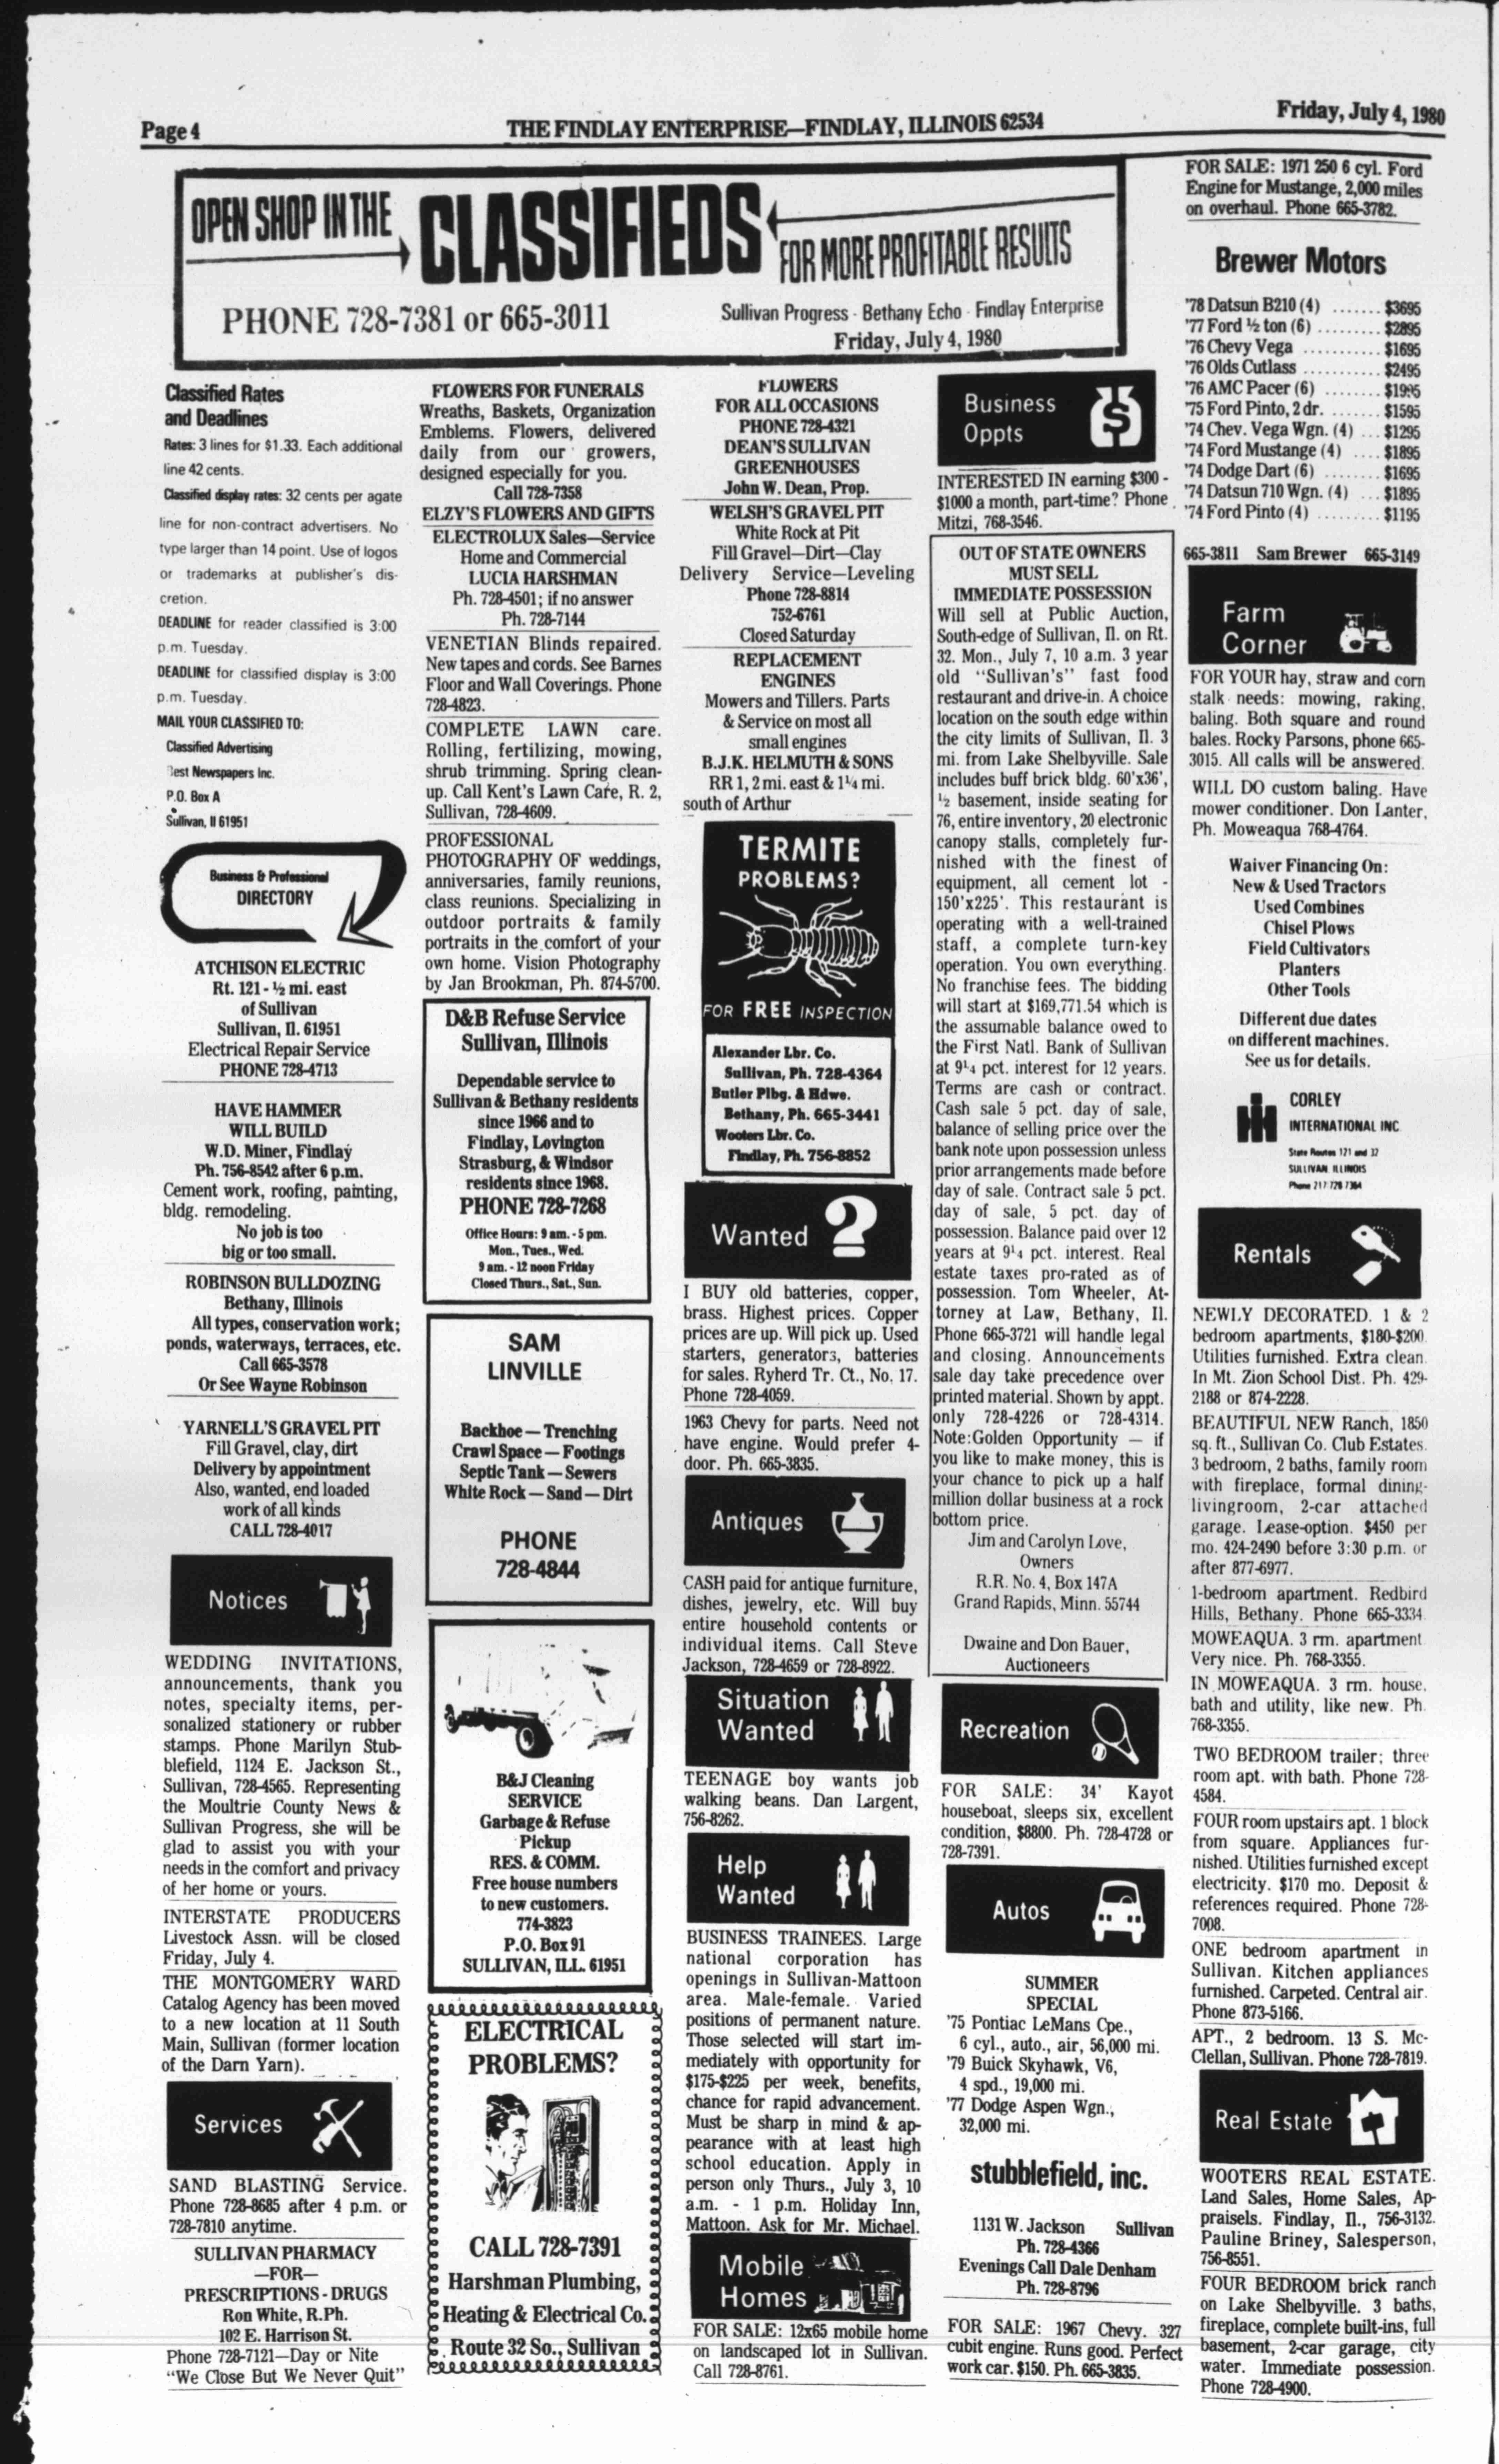 Page 4
THE FINDLAY ENTERPRISE—FINDLAY, ILLINOIS 62534
Friday, July 4, 1980
OPEN SHOP IN THE
CLASSIFIEDS
FOR MORE PROFITABLE RESULTS
PHONE 728-7381 or 665-3011
Sullivan Progress - Bethany Echo - Findlay Enterprise
Friday, July 4, 1980
Classified Rates
and Deadlines
Rates: 3 lines for $1.33. Each additional
line 42 cents.
Classified display rates: 32 cents per agate
line for non-contract advertisers. No
type larger than 14 point. Use of logos
or trademarks at publisher's dis-
cretion.
DEADLINE for reader classified is 3:00
p.m. Tuesday.
DEADLINE for classified display is 3:00
p.m. Tuesday.
MAIL YOUR CLASSIFIED TO:
Classified Advertising
Best Newspapers Inc.
P.O. Box A
Sullivan, Il 61951
Business & Professional
DIRECTORY
ATCHISON ELECTRIC
Rt. 121 - ½ mi. east
of Sullivan
Sullivan, Il. 61951
Electrical Repair Service
PHONE 728-4713
HAVE HAMMER
WILL BUILD
W.D. Miner, Findlay
Ph. 756-8542 after 6 p.m.
Cement work, roofing, painting,
bldg. remodeling.
No job is too
big or too small.
ROBINSON BULLDOZING
Bethany, Illinois
All types, conservation work;
ponds, waterways, terraces, etc.
Call 665-3578
Or See Wayne Robinson
YARNELL'S GRAVEL PIT
Fill Gravel, clay, dirt
Delivery by appointment
Also, wanted, end loaded
work of all kinds
CALL 728-4017
Notices
WEDDING INVITATIONS,
announcements, thank you
notes, specialty items, per-
sonalized stationery or rubber
stamps. Phone Marilyn Stub-
blefield, 1124 E. Jackson St.,
Sullivan, 728-4565. Representing
the Moultrie County News &
Sullivan Progress, she will be
glad to assist you with your
needs in the comfort and privacy
of her home or yours.
INTERSTATE PRODUCERS
Livestock Assn. will be closed
Friday, July 4.
THE MONTGOMERY WARD
Catalog Agency has been moved
to a new location at 11 South
Main, Sullivan (former location
of the Darn Yarn).
Services
SAND BLASTING Service.
Phone 728-8685 after 4 p.m. or
728-7810 anytime.
SULLIVAN PHARMACY
—FOR—
PRESCRIPTIONS - DRUGS
Ron White, R.Ph.
102 E. Harrison St.
Phone 728-7121—Day or Nite
"We Close But We Never Quit"
FLOWERS FOR FUNERALS
Wreaths, Baskets, Organization
Emblems. Flowers, delivered
daily from our growers,
designed especially for you.
Call 728-7358
ELZY'S FLOWERS AND GIFTS
ELECTROLUX Sales—Service
Home and Commercial
LUCIA HARSHMAN
Ph. 728-4501; if no answer
Ph. 728-7144
VENETIAN Blinds repaired.
New tapes and cords. See Barnes
Floor and Wall Coverings. Phone
728-4823.
COMPLETE LAWN care.
Rolling, fertilizing, mowing,
shrub trimming. Spring clean-
up. Call Kent's Lawn Care, R. 2,
Sullivan, 728-4609.
PROFESSIONAL
PHOTOGRAPHY OF weddings,
anniversaries, family reunions,
class reunions. Specializing in
outdoor portraits & family
portraits in the comfort of your
own home. Vision Photography
by Jan Brookman, Ph. 874-5700.
D&B Refuse Service
Sullivan, Illinois
Dependable service to
Sullivan & Bethany residents
since 1966 and to
Findlay, Lovington
Strasburg, & Windsor
residents since 1968.
PHONE 728-7268
Office Hours: 9 am. - 5 pm.
Mon., Tues., Wed.
9 am. - 12 noon Friday
Closed Thurs., Sat., Sun.
SAM
LINVILLE
Backhoe — Trenching
Crawl Space — Footings
Septic Tank — Sewers
White Rock — Sand — Dirt
PHONE
728-4844
B&J Cleaning
SERVICE
Garbage & Refuse
Pickup
RES. & COMM.
Free house numbers
to new customers.
774-3823
P.O. Box 91
SULLIVAN, ILL. 61951
ELECTRICAL
PROBLEMS?
CALL 728-7391
Harshman Plumbing,
Heating & Electrical Co.
Route 32 So., Sullivan
FLOWERS
FOR ALL OCCASIONS
PHONE 728-4321
DEAN'S SULLIVAN
GREENHOUSES
John W. Dean, Prop.
WELSH'S GRAVEL PIT
White Rock at Pit
Fill Gravel—Dirt—Clay
Delivery Service—Leveling
Phone 728-8814
752-6761
Closed Saturday
REPLACEMENT
ENGINES
Mowers and Tillers. Parts
& Service on most all
small engines
B.J.K. HELMUTH & SONS
RR 1, 2 mi. east & 1¼ mi.
south of Arthur
TERMITE
PROBLEMS?
FOR FREE INSPECTION
Alexander Lbr. Co.
Sullivan, Ph. 728-4364
Butler Plbg. & Hdwe.
Bethany, Ph. 665-3441
Wooters Lbr. Co.
Findlay, Ph. 756-8852
Wanted ?
I BUY old batteries, copper,
brass. Highest prices. Copper
prices are up. Will pick up. Used
starters, generators, batteries
for sales. Ryherd Tr. Ct., No. 17.
Phone 728-4059.
1963 Chevy for parts. Need not
have engine. Would prefer 4-
door. Ph. 665-3835.
Antiques
CASH paid for antique furniture,
dishes, jewelry, etc. Will buy
entire household contents or
individual items. Call Steve
Jackson, 728-4659 or 728-8922.
Situation
Wanted
TEENAGE boy wants job
walking beans. Dan Largent,
756-8262.
Help
Wanted
BUSINESS TRAINEES. Large
national corporation has
openings in Sullivan-Mattoon
area. Male-female. Varied
positions of permanent nature.
Those selected will start im-
mediately with opportunity for
$175-$225 per week, benefits,
chance for rapid advancement.
Must be sharp in mind & ap-
pearance with at least high
school education. Apply in
person only Thurs., July 3, 10
a.m. - 1 p.m. Holiday Inn,
Mattoon. Ask for Mr. Michael.
Mobile
Homes
FOR SALE: 12x65 mobile home
on landscaped lot in Sullivan.
Call 728-8761.
Business
Oppts
$
INTERESTED IN earning $300 -
$1000 a month, part-time? Phone
Mitzi, 768-3546.
OUT OF STATE OWNERS
MUST SELL
IMMEDIATE POSSESSION
Will sell at Public Auction,
South-edge of Sullivan, Il. on Rt.
32. Mon., July 7, 10 a.m. 3 year
old "Sullivan's" fast food
restaurant and drive-in. A choice
location on the south edge within
the city limits of Sullivan, Il. 3
mi. from Lake Shelbyville. Sale
includes buff brick bldg. 60'x36',
½ basement, inside seating for
76, entire inventory, 20 electronic
canopy stalls, completely fur-
nished with the finest of
equipment, all cement lot -
150'x225'. This restaurant is
operating with a well-trained
staff, a complete turn-key
operation. You own everything.
No franchise fees. The bidding
will start at $169,771.54 which is
the assumable balance owed to
the First Natl. Bank of Sullivan
at 9¼ pct. interest for 12 years.
Terms are cash or contract.
Cash sale 5 pct. day of sale,
balance of selling price over the
bank note upon possession unless
prior arrangements made before
day of sale. Contract sale 5 pct.
day of sale, 5 pct. day of
possession. Balance paid over 12
years at 9¼ pct. interest. Real
estate taxes pro-rated as of
possession. Tom Wheeler, At-
torney at Law, Bethany, Il.
Phone 665-3721 will handle legal
and closing. Announcements
sale day take precedence over
printed material. Shown by appt.
only 728-4226 or 728-4314.
Note: Golden Opportunity — if
you like to make money, this is
your chance to pick up a half
million dollar business at a rock
bottom price.
Jim and Carolyn Love,
Owners
R.R. No. 4, Box 147A
Grand Rapids, Minn. 55744
Dwaine and Don Bauer,
Auctioneers
Recreation
FOR SALE: 34' Kayot
houseboat, sleeps six, excellent
condition, $8800. Ph. 728-4728 or
728-7391.
Autos
SUMMER
SPECIAL
'75 Pontiac LeMans Cpe.,
6 cyl., auto., air, 56,000 mi.
'79 Buick Skyhawk, V6,
4 spd., 19,000 mi.
'77 Dodge Aspen Wgn.,
32,000 mi.
stubblefield, inc.
1131 W. Jackson Sullivan
Ph. 728-4366
Evenings Call Dale Denham
Ph. 728-8796
FOR SALE: 1967 Chevy. 327
cubit engine. Runs good. Perfect
work car. $150. Ph. 665-3835.
FOR SALE: 1971 250 6 cyl. Ford
Engine for Mustange, 2,000 miles
on overhaul. Phone 665-3782.
Brewer Motors
'78 Datsun B210 (4) ....... $3695
'77 Ford ½ ton (6) ......... $2895
'76 Chevy Vega ........... $1695
'76 Olds Cutlass ........... $2495
'76 AMC Pacer (6) ....... $1995
'75 Ford Pinto, 2 dr. ....... $1595
'74 Chev. Vega Wgn. (4) ... $1295
'74 Ford Mustange (4) .... $1895
'74 Dodge Dart (6) ........ $1695
'74 Datsun 710 Wgn. (4) ... $1895
'74 Ford Pinto (4) ......... $1195
665-3811 Sam Brewer 665-3149
Farm
Corner
FOR YOUR hay, straw and corn
stalk needs: mowing, raking,
baling. Both square and round
bales. Rocky Parsons, phone 665-
3015. All calls will be answered.
WILL DO custom baling. Have
mower conditioner. Don Lanter,
Ph. Moweaqua 768-4764.
Waiver Financing On:
New & Used Tractors
Used Combines
Chisel Plows
Field Cultivators
Planters
Other Tools
Different due dates
on different machines.
See us for details.
CORLEY
INTERNATIONAL INC
State Routes 121 and 32
SULLIVAN ILLINOIS
Phone 217 728 7384
Rentals
NEWLY DECORATED. 1 & 2
bedroom apartments, $180-$200.
Utilities furnished. Extra clean.
In Mt. Zion School Dist. Ph. 429-
2188 or 874-2228.
BEAUTIFUL NEW Ranch, 1850
sq. ft., Sullivan Co. Club Estates.
3 bedroom, 2 baths, family room
with fireplace, formal dining-
livingroom, 2-car attached
garage. Lease-option. $450 per
mo. 424-2490 before 3:30 p.m. or
after 877-6977.
1-bedroom apartment. Redbird
Hills, Bethany. Phone 665-3334.
MOWEAQUA. 3 rm. apartment.
Very nice. Ph. 768-3355.
IN MOWEAQUA. 3 rm. house,
bath and utility, like new. Ph.
768-3355.
TWO BEDROOM trailer; three
room apt. with bath. Phone 728-
4584.
FOUR room upstairs apt. 1 block
from square. Appliances fur-
nished. Utilities furnished except
electricity. $170 mo. Deposit &
references required. Phone 728-
7008.
ONE bedroom apartment in
Sullivan. Kitchen appliances
furnished. Carpeted. Central air.
Phone 873-5166.
APT., 2 bedroom. 13 S. Mc-
Clellan, Sullivan. Phone 728-7819.
Real Estate
WOOTERS REAL ESTATE.
Land Sales, Home Sales, Ap-
praisels. Findlay, Il., 756-3132.
Pauline Briney, Salesperson,
756-8551.
FOUR BEDROOM brick ranch
on Lake Shelbyville. 3 baths,
fireplace, complete built-ins, full
basement, 2-car garage, city
water. Immediate possession.
Phone 728-4900.